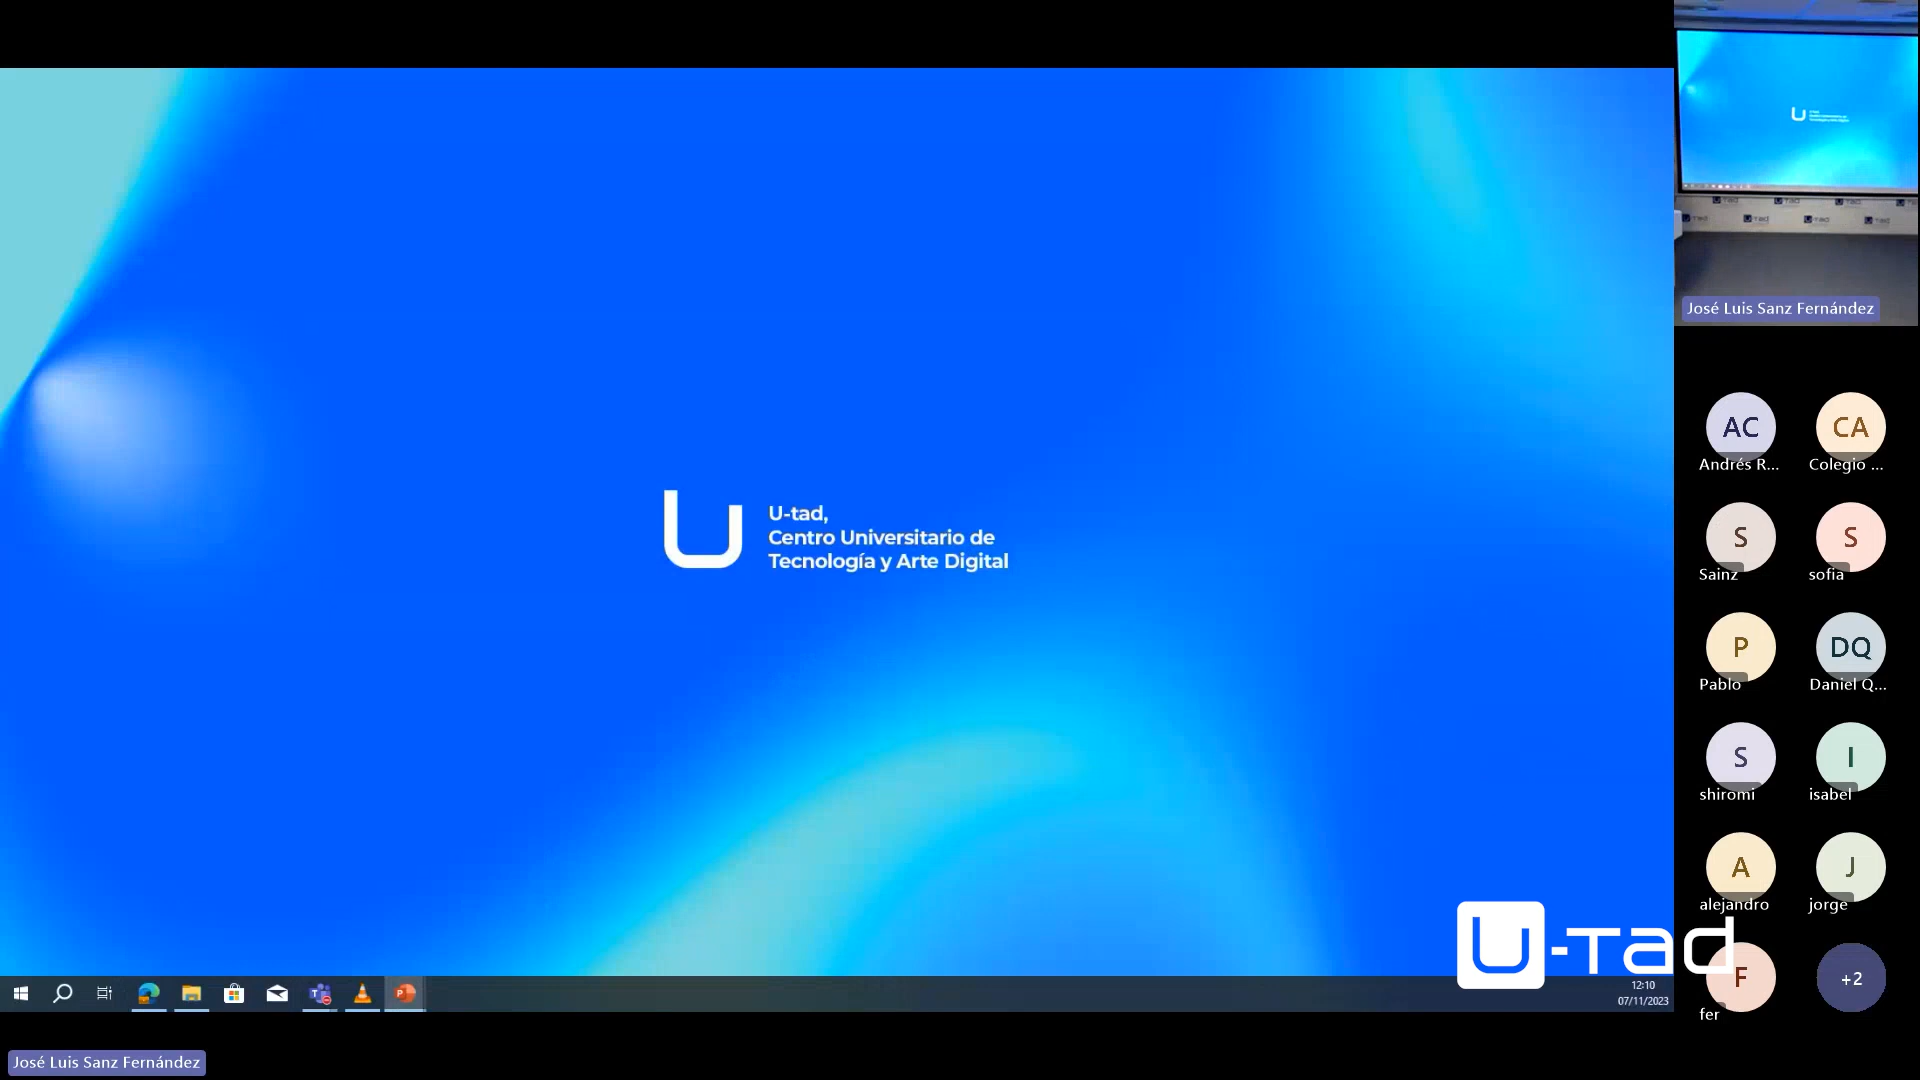 U-tad,
Centro Universitario de
Tecnología y Arte Digital
José Luis Sanz Fernández
AC
Andrés R...
CA
Colegio ...
S
Sainz
S
sofia
P
Pablo
DQ
Daniel Q...
S
shiromi
I
isabel
A
alejandro
J
jorge
F
fer
+2
U-Tad
12:10
07/11/2023
José Luis Sanz Fernández